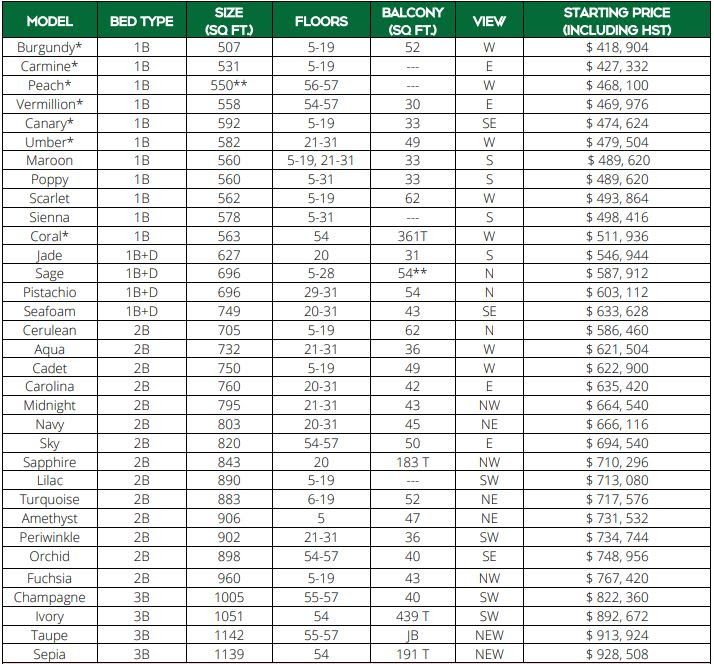 MODEL BED TYPE SIZE (SQ FT.) FLOORS BALCONY (SQ FT.) VIEW STARTING PRICE (INCLUDING HST)
Burgundy* 1B 507 5-19 52 W $ 418, 904
Carmine* 1B 531 5-19 --- E $ 427, 332
Peach* 1B 550** 56-57 --- W $ 468, 100
Vermillion* 1B 558 54-57 30 E $ 469, 976
Canary* 1B 592 5-19 33 SE $ 474, 624
Umber* 1B 582 21-31 49 W $ 479, 504
Maroon 1B 560 5-19, 21-31 33 S $ 489, 620
Poppy 1B 560 5-31 33 S $ 489, 620
Scarlet 1B 562 5-19 62 W $ 493, 864
Sienna 1B 578 5-31 --- S $ 498, 416
Coral* 1B 563 54 361T W $ 511, 936
Jade 1B+D 627 20 31 S $ 546, 944
Sage 1B+D 696 5-28 54** N $ 587, 912
Pistachio 1B+D 696 29-31 54 N $ 603, 112
Seafoam 1B+D 749 20-31 43 SE $ 633, 628
Cerulean 2B 705 5-19 62 N $ 586, 460
Aqua 2B 732 21-31 36 W $ 621, 504
Cadet 2B 750 5-19 49 W $ 622, 900
Carolina 2B 760 20-31 42 E $ 635, 420
Midnight 2B 795 21-31 43 NW $ 664, 540
Navy 2B 803 20-31 45 NE $ 666, 116
Sky 2B 820 54-57 50 E $ 694, 540
Sapphire 2B 843 20 183 T NW $ 710, 296
Lilac 2B 890 5-19 --- SW $ 713, 080
Turquoise 2B 883 6-19 52 NE $ 717, 576
Amethyst 2B 906 5 47 NE $ 731, 532
Periwinkle 2B 902 21-31 36 SW $ 734, 744
Orchid 2B 898 54-57 40 SE $ 748, 956
Fuchsia 2B 960 5-19 43 NW $ 767, 420
Champagne 3B 1005 55-57 40 SW $ 822, 360
Ivory 3B 1051 54 439 T SW $ 892, 672
Taupe 3B 1142 55-57 JB NEW $ 913, 924
Sepia 3B 1139 54 191 T NEW $ 928, 508